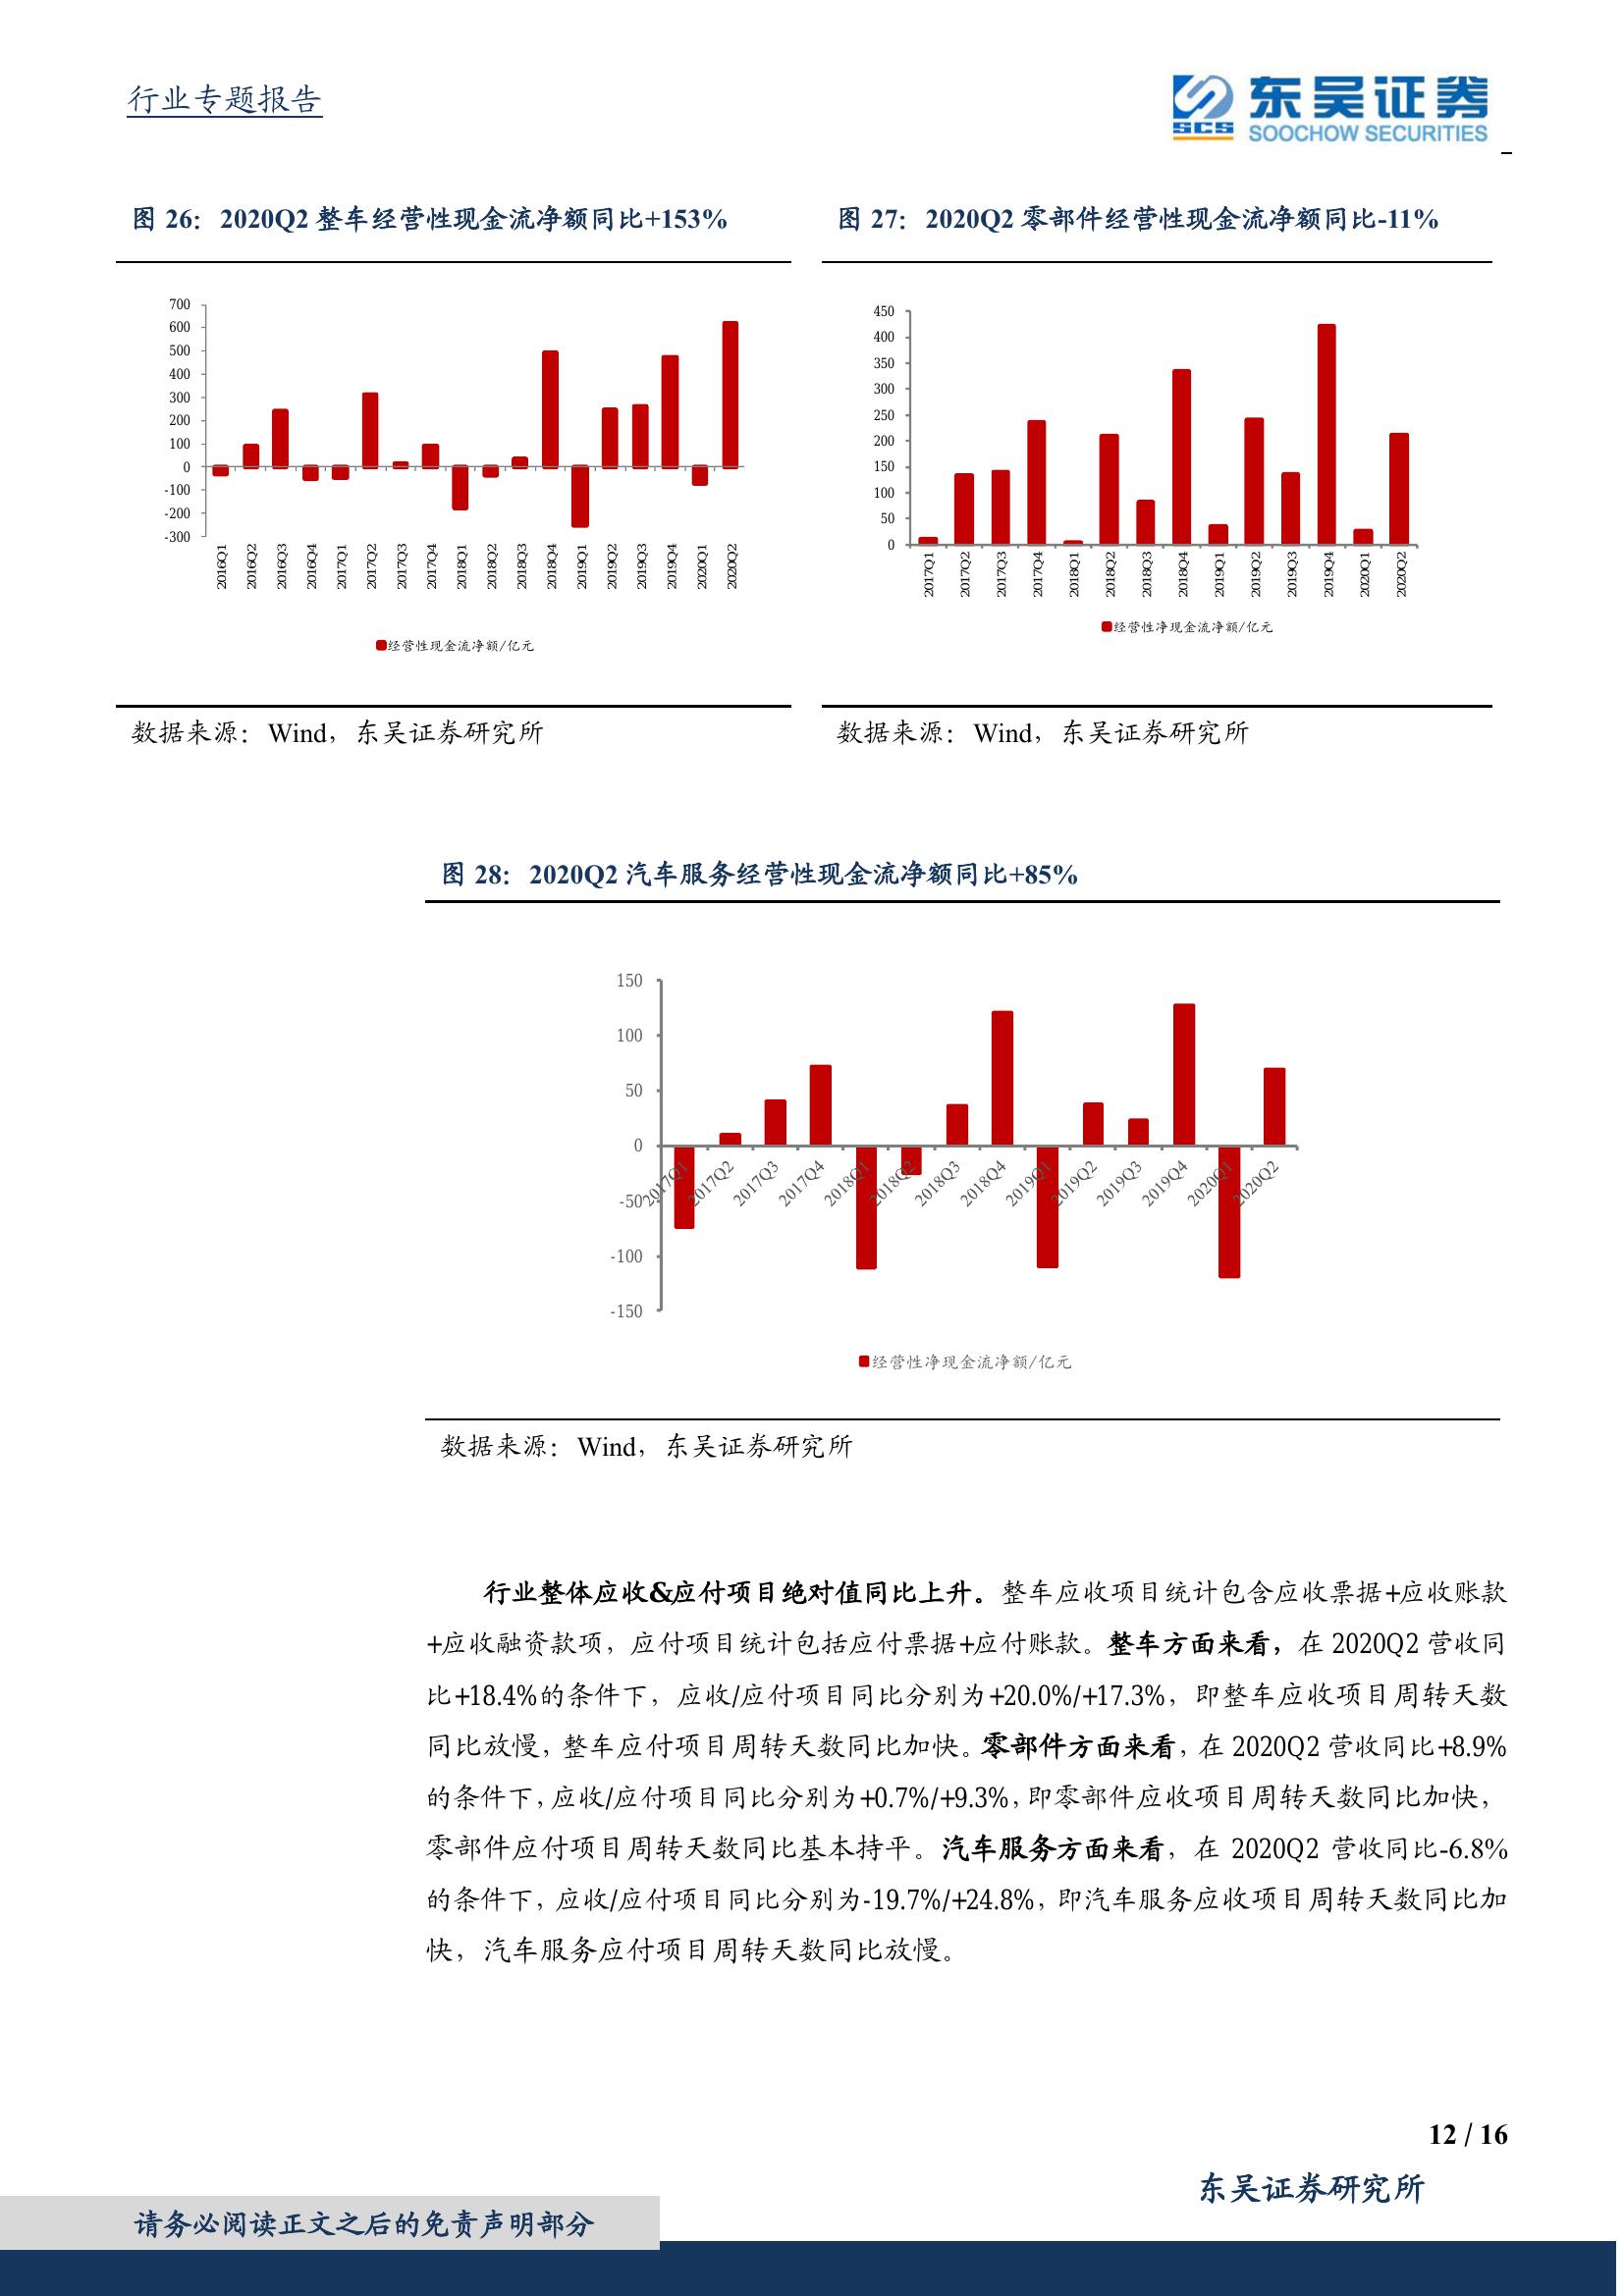 行业专题报告
东吴证券
SCS
SOOCHOW SECURITIES
图 26：2020Q2 整车经营性现金流净额同比+153%
700
600
500
400
300
200
100
0
-100
-200
-300
2016Q1
2016Q2
2016Q3
2016Q4
2017Q1
2017Q2
2017Q3
2017Q4
2018Q1
2018Q2
2018Q3
2018Q4
2019Q1
2019Q2
2019Q3
2019Q4
2020Q1
2020Q2
经营性现金流净额/亿元
数据来源：Wind，东吴证券研究所
图 27：2020Q2 零部件经营性现金流净额同比-11%
450
400
350
300
250
200
150
100
50
0
2017Q1
2017Q2
2017Q3
2017Q4
2018Q1
2018Q2
2018Q3
2018Q4
2019Q1
2019Q2
2019Q3
2019Q4
2020Q1
2020Q2
经营性净现金流净额/亿元
数据来源：Wind，东吴证券研究所
图 28：2020Q2 汽车服务经营性现金流净额同比+85%
150
100
50
0
-50
-100
-150
2017Q1
2017Q2
2017Q3
2017Q4
2018Q1
2018Q2
2018Q3
2018Q4
2019Q1
2019Q2
2019Q3
2019Q4
2020Q1
2020Q2
经营性净现金流净额/亿元
数据来源：Wind，东吴证券研究所
行业整体应收&应付项目绝对值同比上升。整车应收项目统计包含应收票据+应收账款
+应收融资款项，应付项目统计包括应付票据+应付账款。整车方面来看，在 2020Q2 营收同
比+18.4%的条件下，应收/应付项目同比分别为+20.0%/+17.3%，即整车应收项目周转天数
同比放慢，整车应付项目周转天数同比加快。零部件方面来看，在 2020Q2 营收同比+8.9%
的条件下，应收/应付项目同比分别为+0.7%/+9.3%，即零部件应收项目周转天数同比加快，
零部件应付项目周转天数同比基本持平。汽车服务方面来看，在 2020Q2 营收同比-6.8%
的条件下，应收/应付项目同比分别为-19.7%/+24.8%，即汽车服务应收项目周转天数同比加
快，汽车服务应付项目周转天数同比放慢。
12 / 16
东吴证券研究所
请务必阅读正文之后的免责声明部分